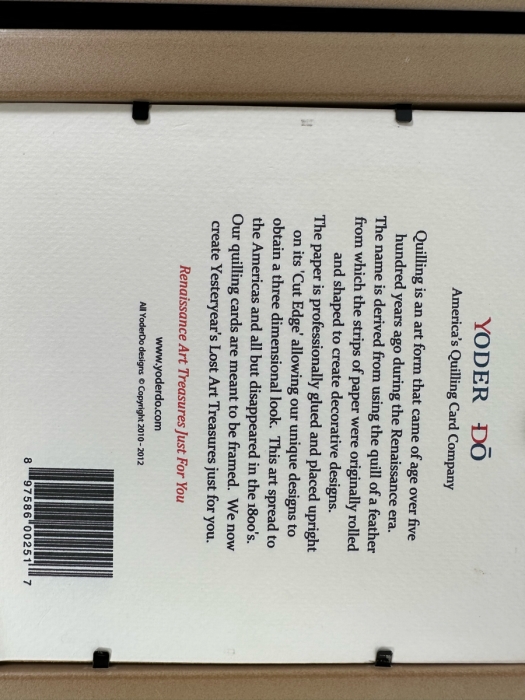 YODER DŌ
America's Quilling Card Company
Quilling is an art form that came of age over five
hundred years ago during the Renaissance era.
The name is derived from using the quill of a feather
from which the strips of paper were originally rolled
and shaped to create decorative designs.
The paper is professionally glued and placed upright
on its 'Cut Edge' allowing our unique designs to
obtain a three dimensional look. This art spread to
the Americas and all but disappeared in the 1800's.
Our quilling cards are meant to be framed. We now
create Yesteryear's Lost Art Treasures just for you.
Renaissance Art Treasures Just For You
www.yoderdo.com
All YoderDo designs © Copyright 2010-2012
8 97586 00251 7